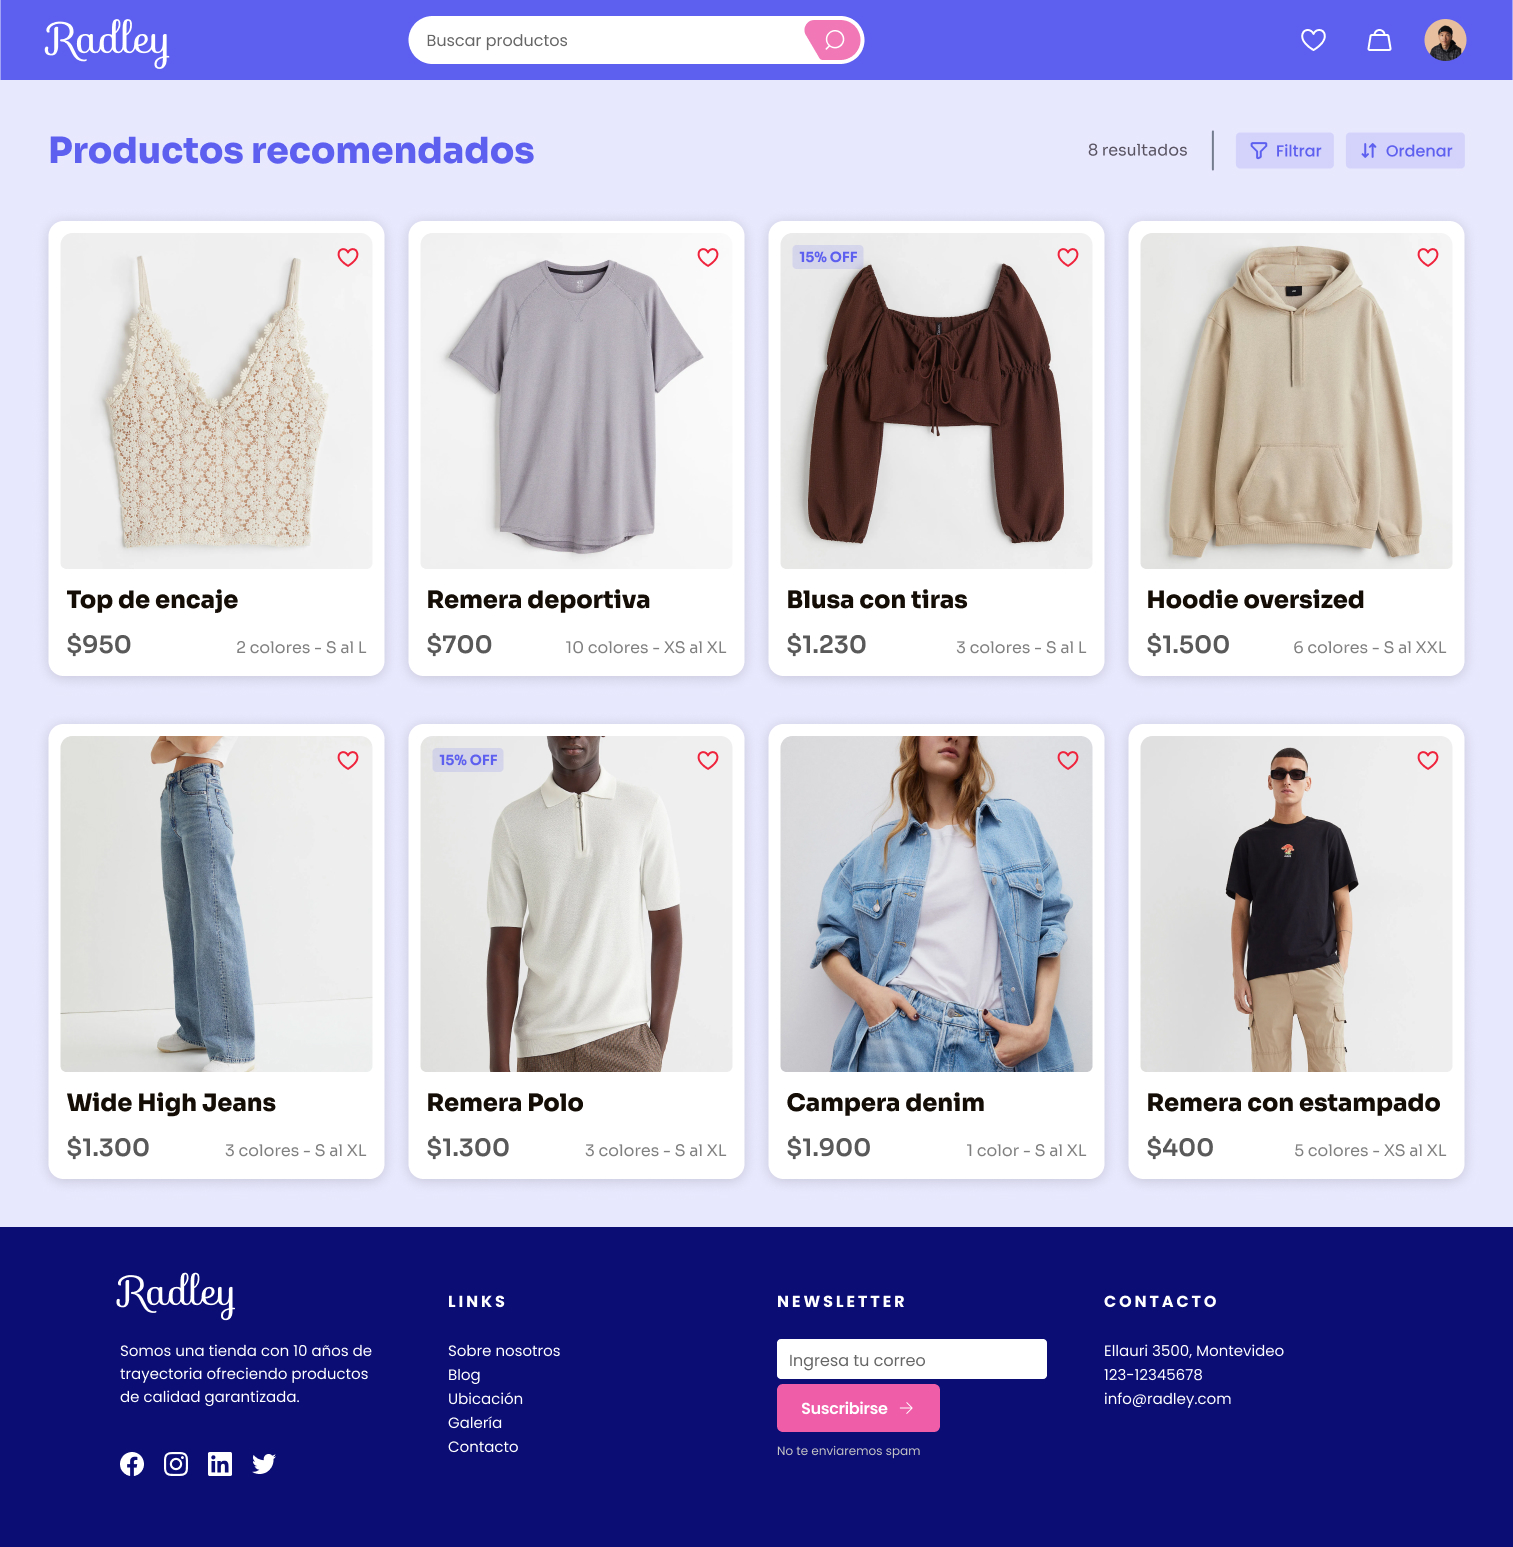 Radley
Buscar productos
Productos recomendados
8 resultados
Filtrar
Ordenar
15% OFF
Top de encaje
$950
2 colores - S al L
Remera deportiva
$700
10 colores - XS al XL
Blusa con tiras
$1.230
3 colores - S al L
Hoodie oversized
$1.500
6 colores - S al XXL
15% OFF
Wide High Jeans
$1.300
3 colores - S al XL
Remera Polo
$1.300
3 colores - S al XL
Campera denim
$1.900
1 color - S al XL
Remera con estampado
$400
5 colores - XS al XL
Radley
Somos una tienda con 10 años de
trayectoria ofreciendo productos
de calidad garantizada.
LINKS
Sobre nosotros
Blog
Ubicación
Galería
Contacto
NEWSLETTER
Ingresa tu correo
Suscribirse
No te enviaremos spam
CONTACTO
Ellauri 3500, Montevideo
123-12345678
info@radley.com